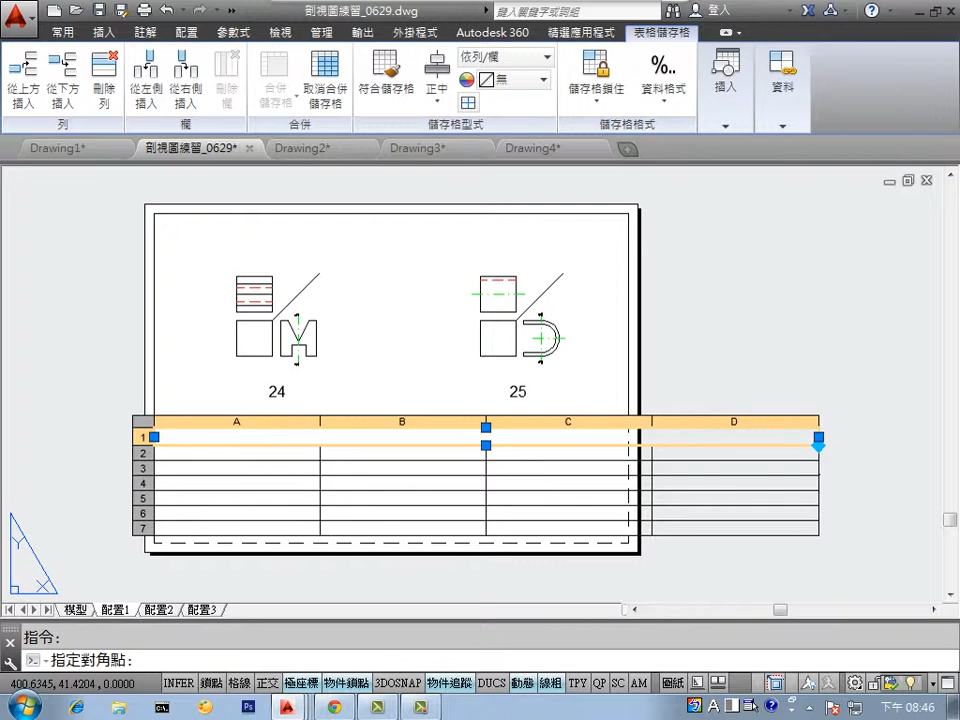 剖視圖練習_0629.dwg
鍵入關鍵字或片語
登入
常用 插入 註解 配置 參數式 檢視 管理 輸出 外掛程式 Autodesk 360 精選應用程式 表格儲存格
從上方插入 從下方插入 刪除列
從左側插入 從右側插入 刪除欄
合併儲存格 取消合併儲存格
符合儲存格 正中 依列/欄
無
儲存格鎖住 %.. 資料格式
插入 資料
列 欄 合併 儲存格型式 儲存格格式
Drawing1* 剖視圖練習_0629* Drawing2* Drawing3* Drawing4*
24 25
A B C D
1
2
3
4
5
6
7
Y
X
模型 配置1 配置2 配置3
指令:
指定對角點:
400.6345, 41.4204, 0.0000 INFER 鎖點 格線 正交 極座標 物件鎖點 3DOSNAP 物件追蹤 DUCS 動態 線粗 TPY QP SC AM 圖紙
Ps A 下午 08:46